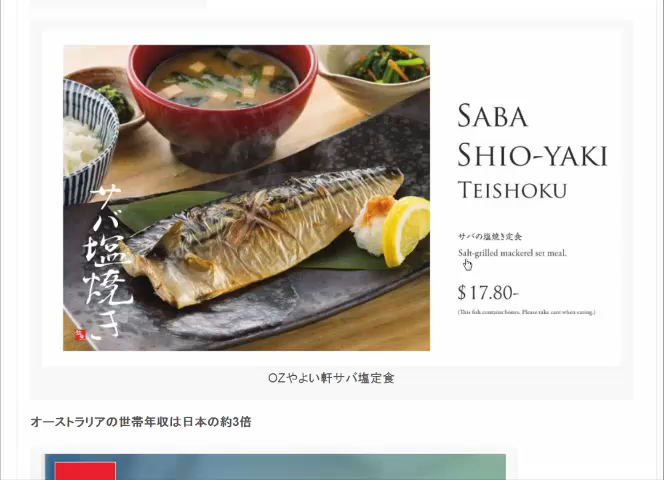 サバ塩焼き
SABA
SHIO-YAKI
TEISHOKU
サバの塩焼き定食
Salt-grilled mackerel set meal.
$17.80-
(This fish contains bones. Please take care when eating.)
OZやよい軒サバ塩定食
オーストラリアの世帯年収は日本の約3倍